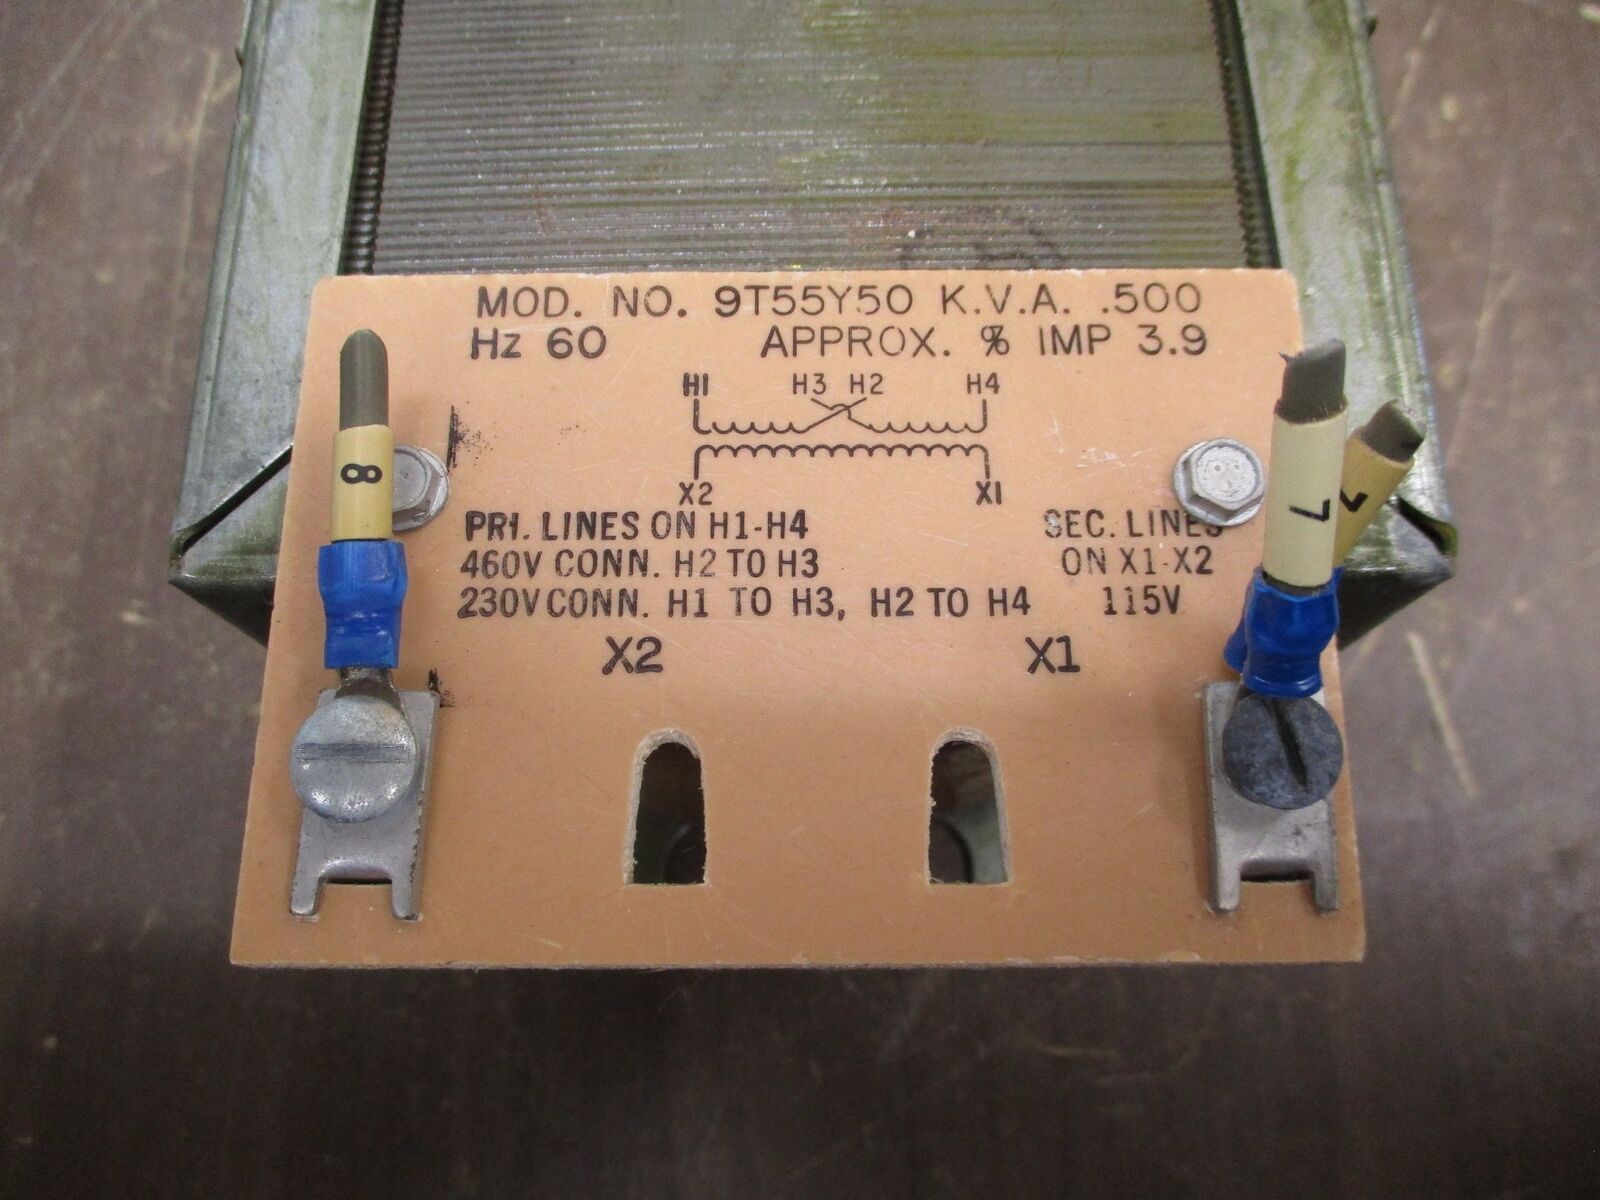 MOD. NO. 9T55Y50 K.V.A. .500
Hz 60 APPROX. % IMP 3.9
H1 H3 H2 H4
X2 X1
PRI. LINES ON H1-H4 SEC. LINES
460V CONN. H2 TO H3 ON X1-X2
230V CONN. H1 TO H3, H2 TO H4 115V
X2 X1
8
7
7